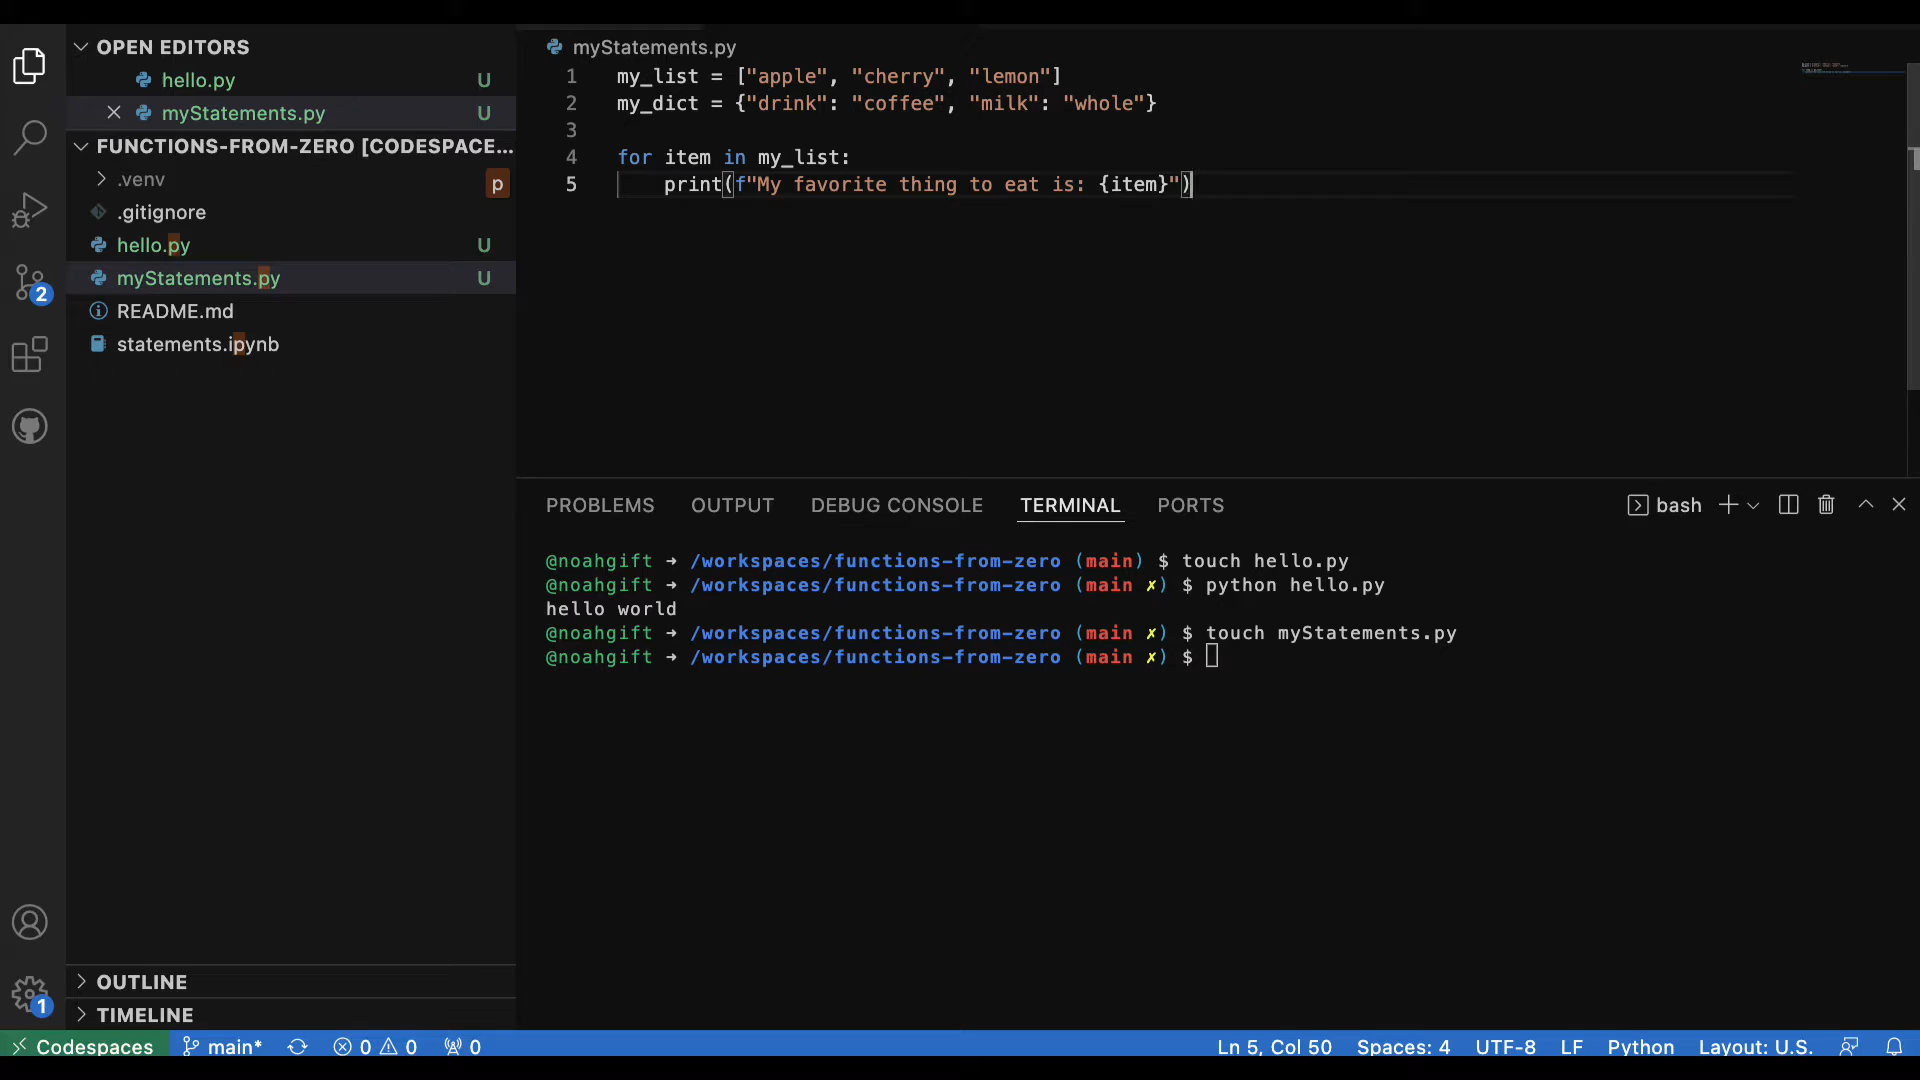 OPEN EDITORS
hello.py U
myStatements.py U
FUNCTIONS-FROM-ZERO [CODESPACE...
.venv p
.gitignore
hello.py U
myStatements.py U
README.md
statements.ipynb
2
OUTLINE
TIMELINE
1
myStatements.py
1 my_list = ["apple", "cherry", "lemon"]
2 my_dict = {"drink": "coffee", "milk": "whole"}
3
4 for item in my_list:
5 print(f"My favorite thing to eat is: {item}")
PROBLEMS OUTPUT DEBUG CONSOLE TERMINAL PORTS bash
@noahgift ➜ /workspaces/functions-from-zero (main) $ touch hello.py
@noahgift ➜ /workspaces/functions-from-zero (main ✗) $ python hello.py
hello world
@noahgift ➜ /workspaces/functions-from-zero (main ✗) $ touch myStatements.py
@noahgift ➜ /workspaces/functions-from-zero (main ✗) $
Codespaces main* 0 0 0 Ln 5, Col 50 Spaces: 4 UTF-8 LF Python Layout: U.S.